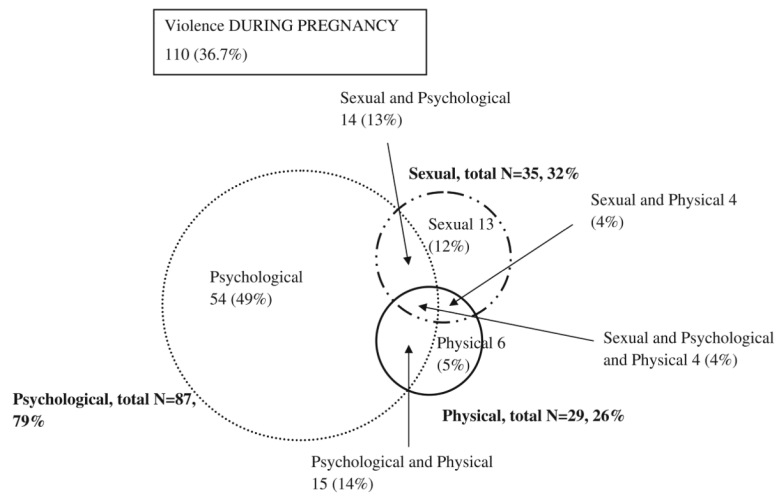 Violence DURING PREGNANCY
110 (36.7%)
Sexual and Psychological
14 (13%)
Sexual, total N=35, 32%
Sexual and Physical 4
(4%)
Sexual 13
(12%)
Psychological
54 (49%)
Sexual and Psychological
and Physical 4 (4%)
Physical 6
(5%)
Psychological, total N=87,
79%
Physical, total N=29, 26%
Psychological and Physical
15 (14%)